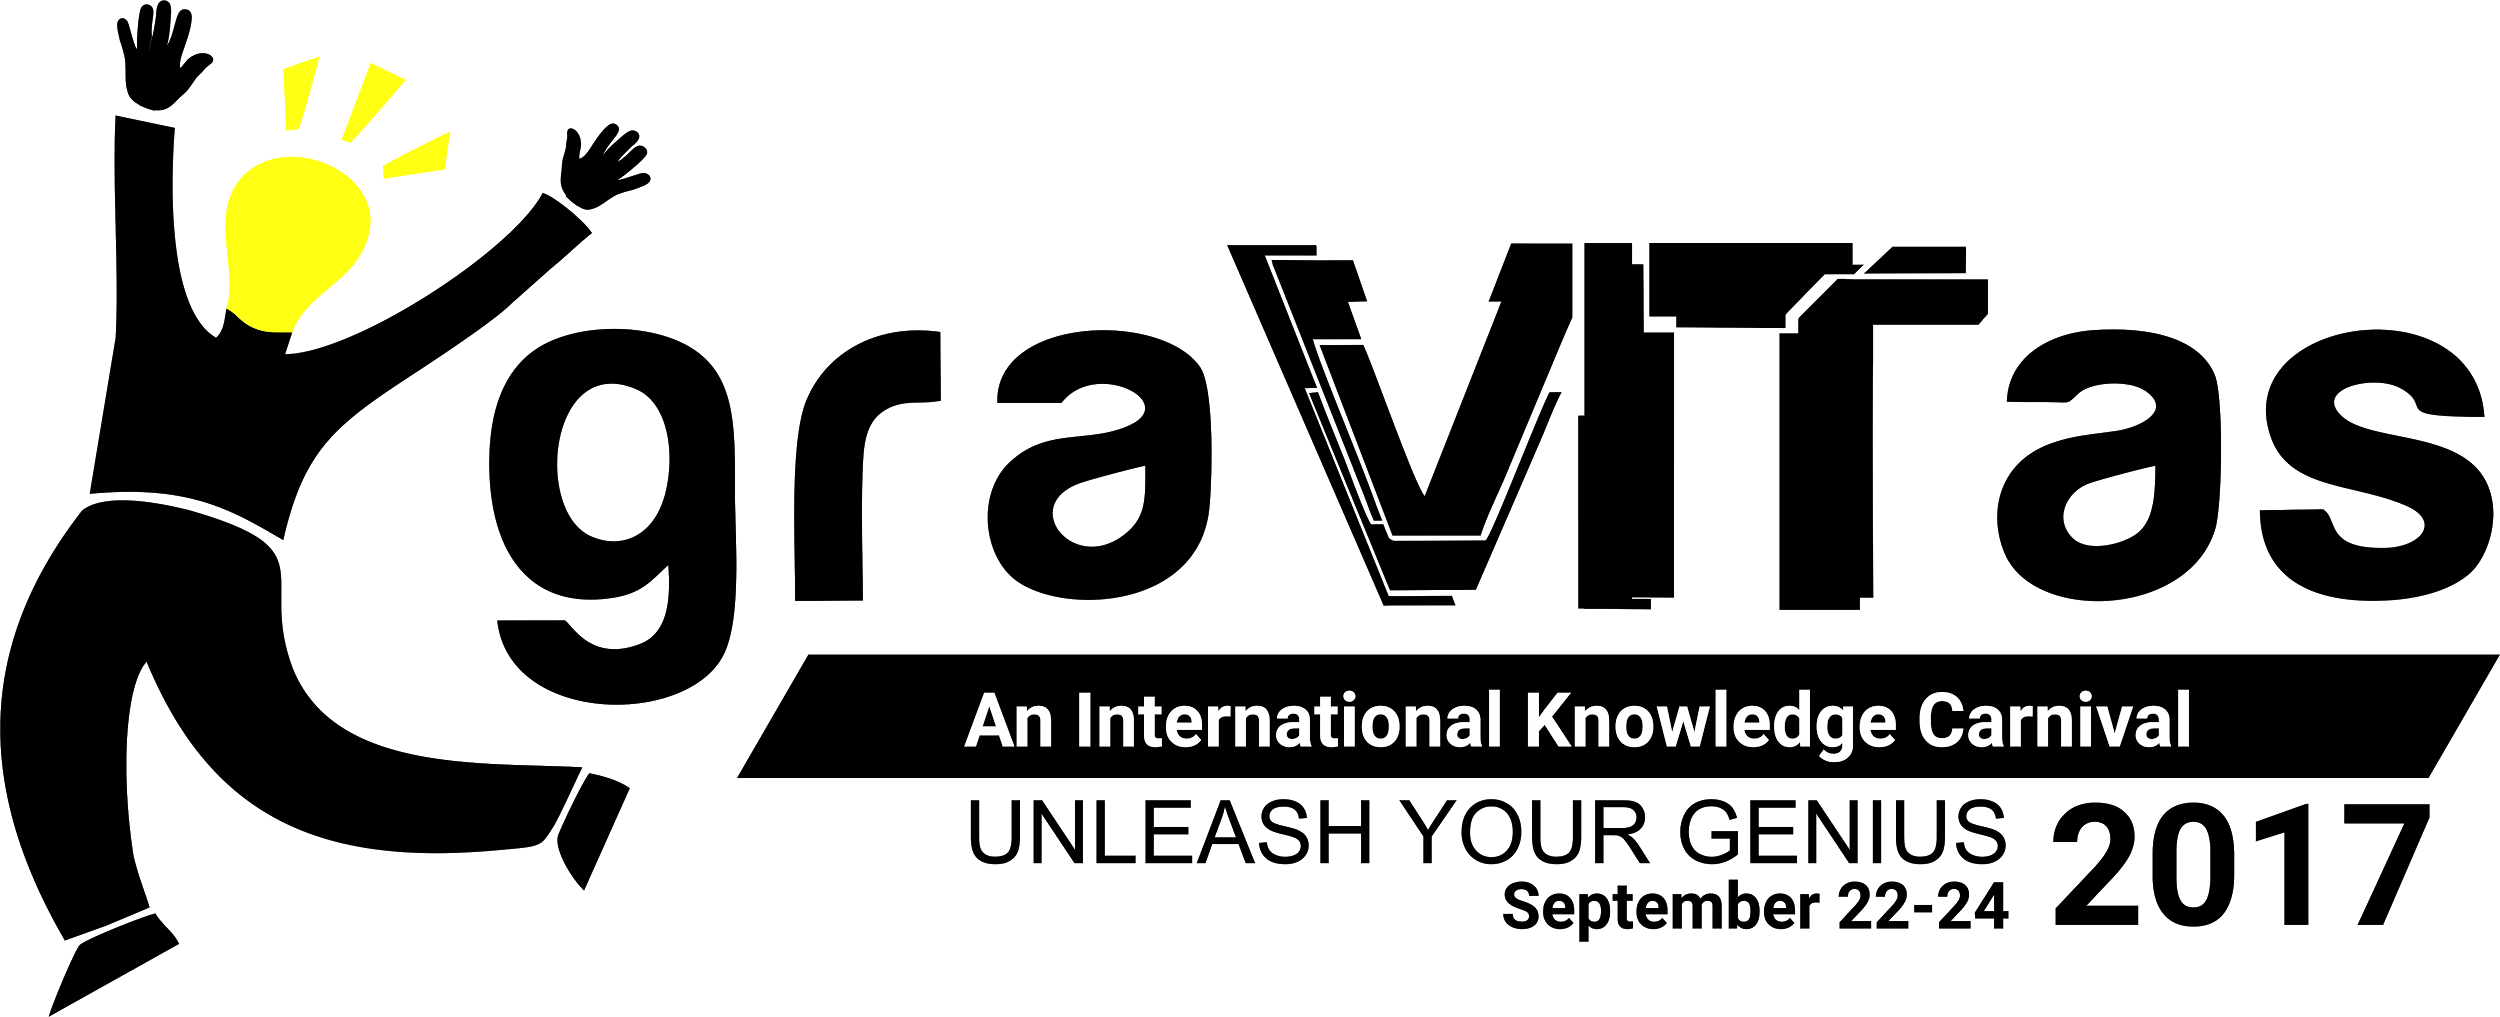 graVITas
An International Knowledge Carnival
UNLEASH YOUR GENIUS
September 22-24 2017